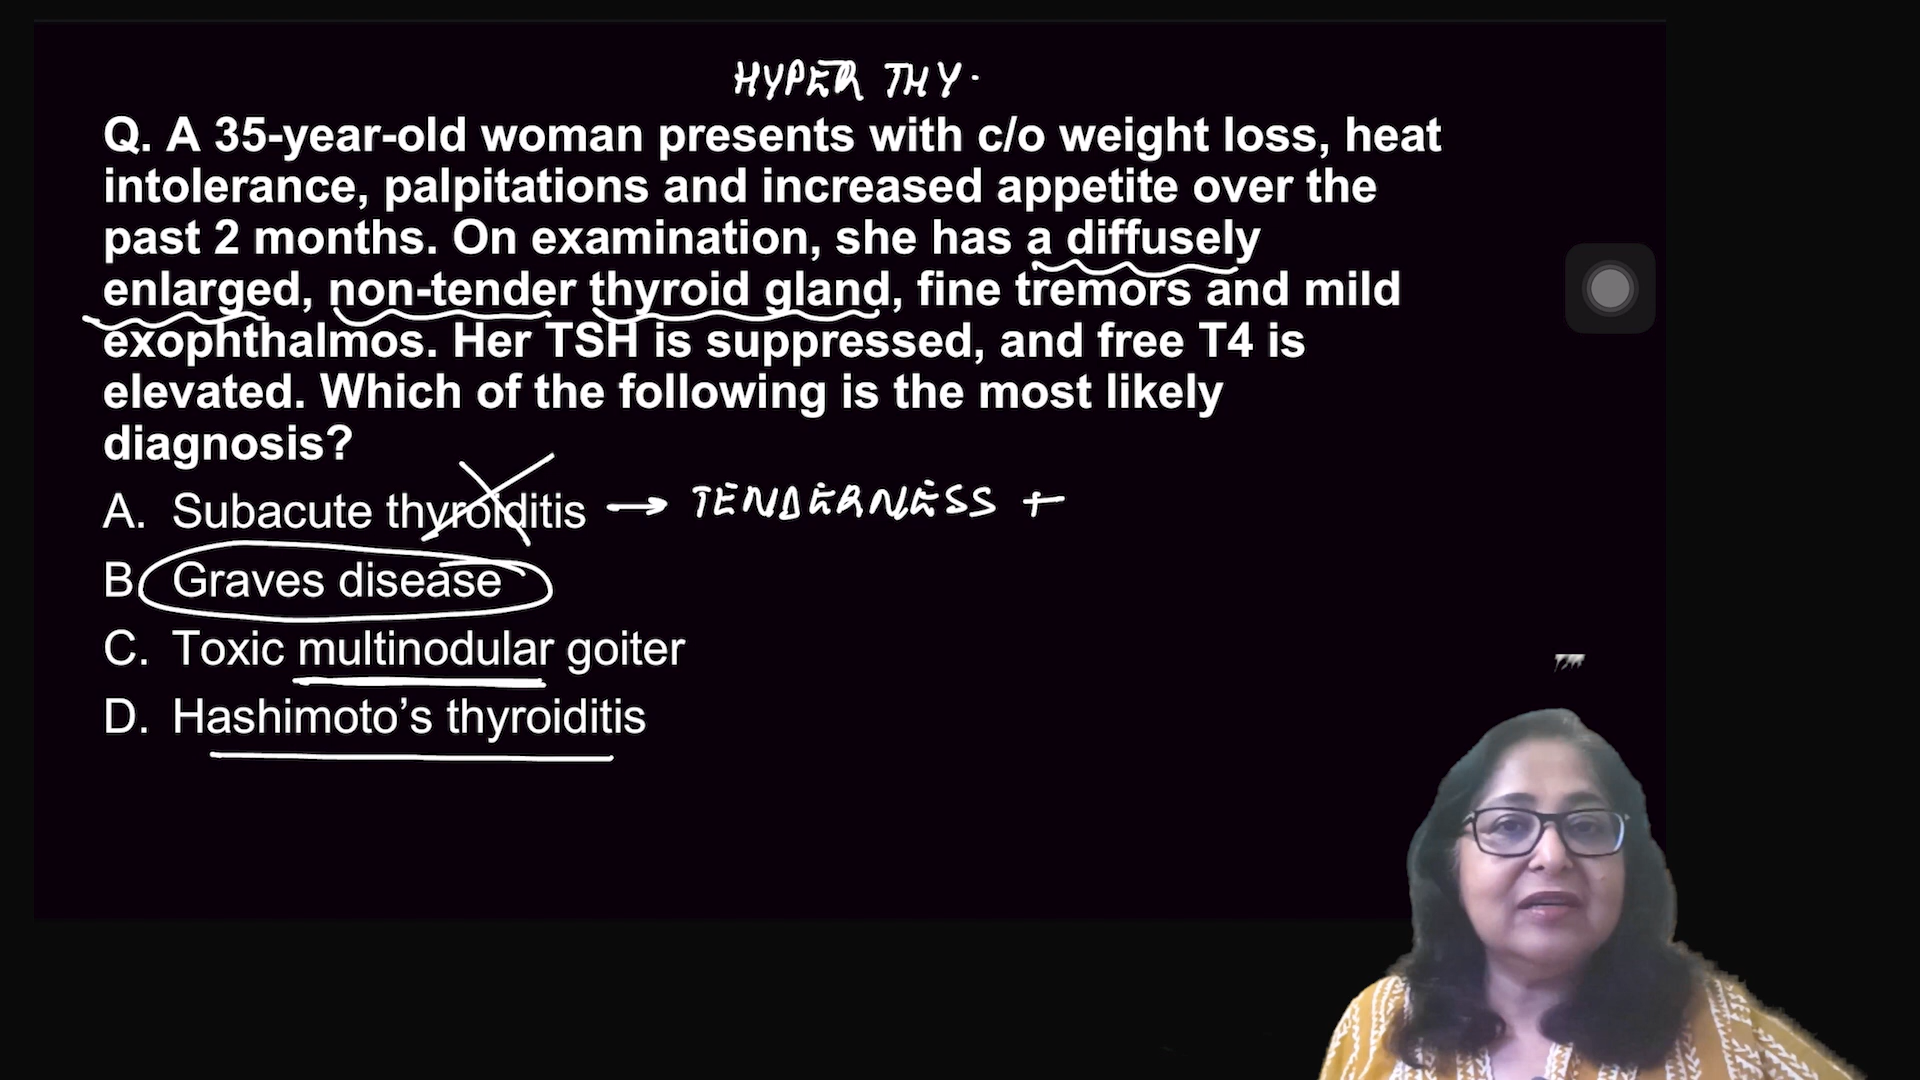 HYPER THY.
Q. A 35-year-old woman presents with c/o weight loss, heat
intolerance, palpitations and increased appetite over the
past 2 months. On examination, she has a diffusely
enlarged, non-tender thyroid gland, fine tremors and mild
exophthalmos. Her TSH is suppressed, and free T4 is
elevated. Which of the following is the most likely
diagnosis?
A. Subacute thyroiditis → TENDERNESS +
B. Graves disease
C. Toxic multinodular goiter
D. Hashimoto’s thyroiditis